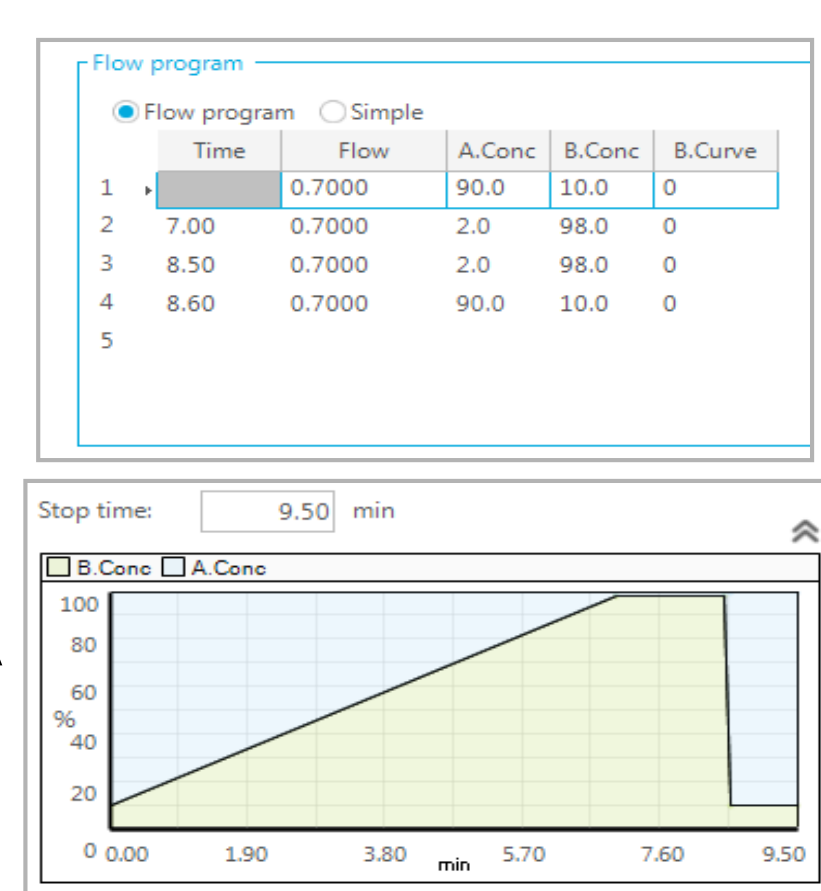 Flow program
Flow program Simple
Time Flow A.Conc B.Conc B.Curve
1 0.7000 90.0 10.0 0
2 7.00 0.7000 2.0 98.0 0
3 8.50 0.7000 2.0 98.0 0
4 8.60 0.7000 90.0 10.0 0
5
Stop time: 9.50 min
B.Conc A.Conc
100
80
60
%
40
20
0 0.00 1.90 3.80 min 5.70 7.60 9.50